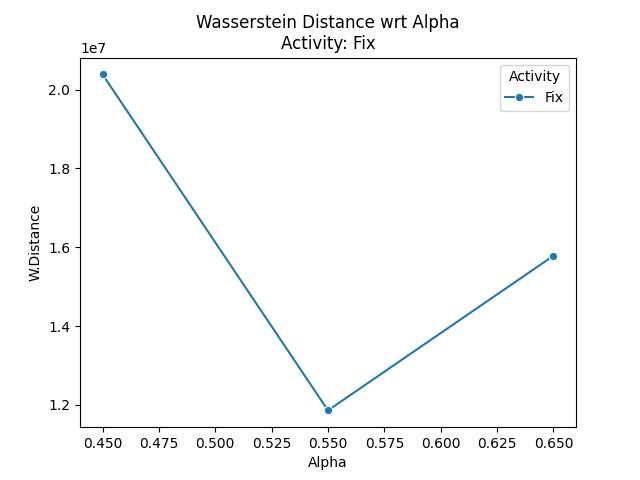 Wasserstein Distance wrt Alpha
Activity: Fix
1e7
Activity
Fix
2.0
1.8
1.6
1.4
1.2
W.Distance
0.450 0.475 0.500 0.525 0.550 0.575 0.600 0.625 0.650
Alpha